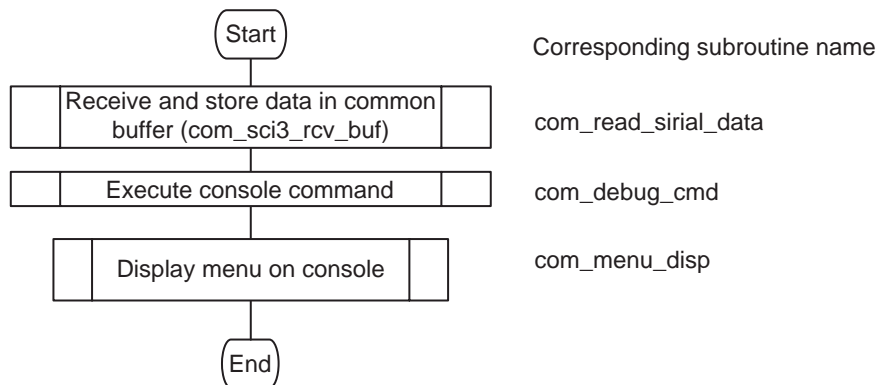 Start
Corresponding subroutine name
Receive and store data in common
buffer (com_sci3_rcv_buf)
com_read_sirial_data
Execute console command
com_debug_cmd
Display menu on console
com_menu_disp
End